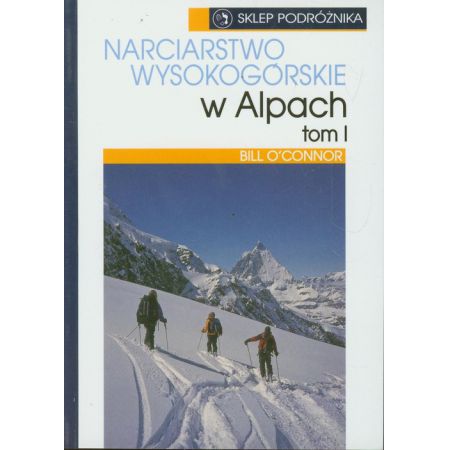 SKLEP PODRÓŻNIKA
NARCIARSTWO
WYSOKOGÓRSKIE
w Alpach
tom I
BILL O'CONNOR